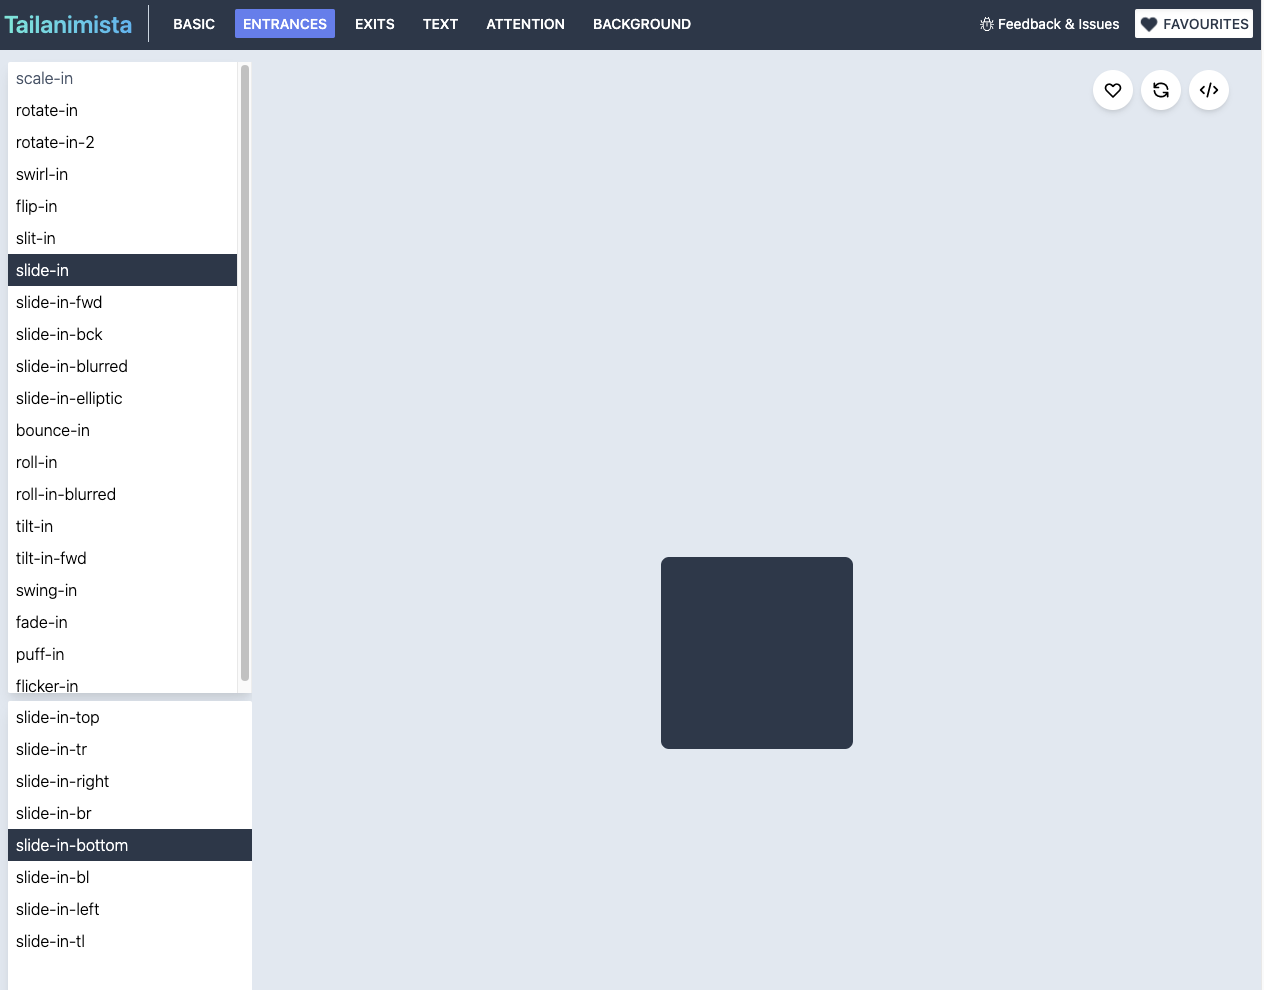 Tailanimista BASIC ENTRANCES EXITS TEXT ATTENTION BACKGROUND Feedback & Issues FAVOURITES
scale-in
rotate-in
rotate-in-2
swirl-in
flip-in
slit-in
slide-in
slide-in-fwd
slide-in-bck
slide-in-blurred
slide-in-elliptic
bounce-in
roll-in
roll-in-blurred
tilt-in
tilt-in-fwd
swing-in
fade-in
puff-in
flicker-in
slide-in-top
slide-in-tr
slide-in-right
slide-in-br
slide-in-bottom
slide-in-bl
slide-in-left
slide-in-tl